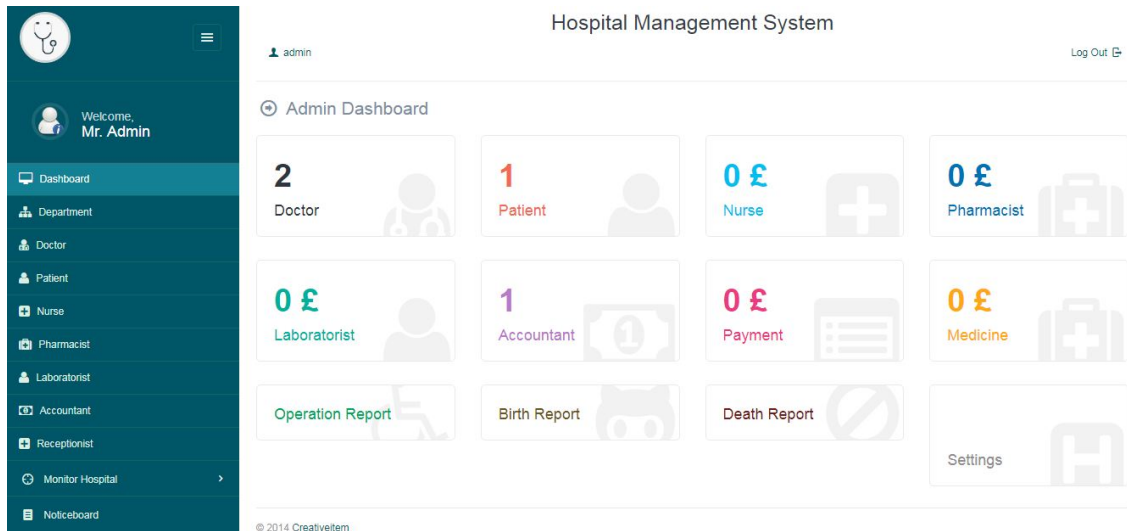 Hospital Management System
admin
Log Out
Welcome,
Mr. Admin
Dashboard
Department
Doctor
Patient
Nurse
Pharmacist
Laboratorist
Accountant
Receptionist
Monitor Hospital
Noticeboard
Admin Dashboard
2
Doctor
1
Patient
0 £
Nurse
0 £
Pharmacist
0 £
Laboratorist
1
Accountant
0 £
Payment
0 £
Medicine
Operation Report
Birth Report
Death Report
Settings
© 2014 Creativeitem